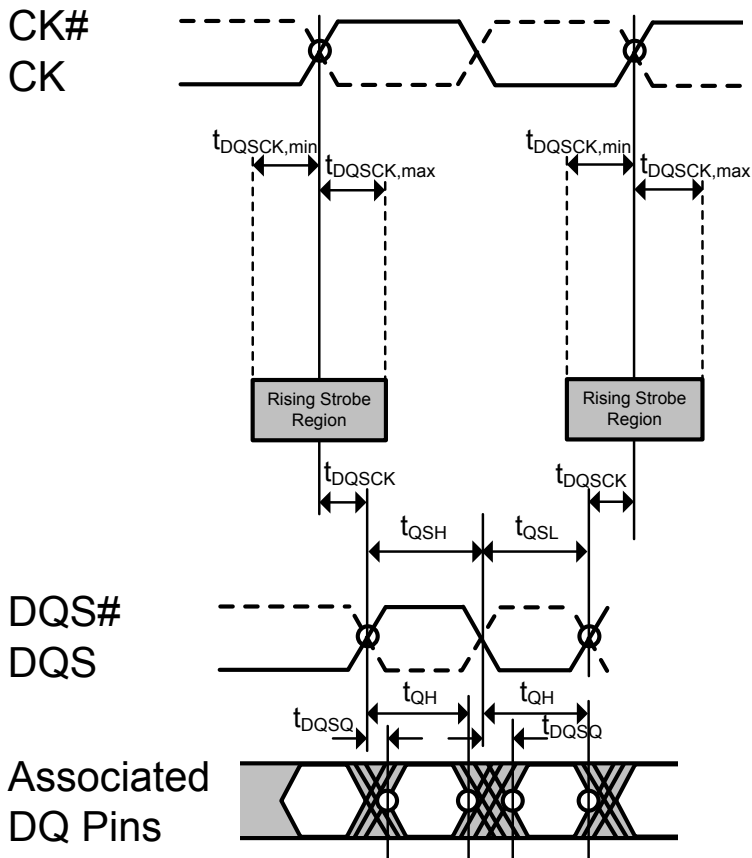 CK#
CK
tDQSCK,min
tDQSCK,max
tDQSCK,min
tDQSCK,max
Rising Strobe
Region
Rising Strobe
Region
tDQSCK
tDQSCK
tQSH
tQSL
DQS#
DQS
tQH
tQH
tDQSQ
tDQSQ
Associated
DQ Pins